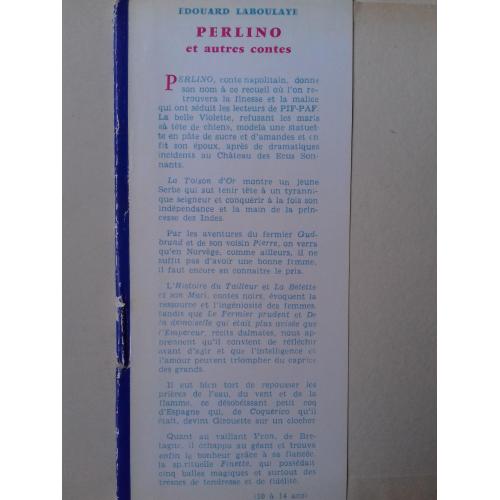 ÉDOUARD LABOULAYE
PERLINO
et autres contes
PERLINO, conte napolitain, donne
son nom à ce recueil où l'on re-
trouvera la finesse et la malice
qui ont séduit les lecteurs de PIF-PAF.
La belle Violette, refusant les maris
«à tête de chien», modela une statuet-
te en pâte de sucre et d'amandes et en
fit son époux, après de dramatiques
incidents au Château des Ecus Son-
nants.
La Toison d'Or montre un jeune
Serbe qui sut tenir tête à un tyranni-
que seigneur et conquérir à la fois son
indépendance et la main de la prin-
cesse des Indes.
Par les aventures du fermier Gud-
brand et de son voisin Pierre, on verra
qu'en Norvège, comme ailleurs, il ne
suffit pas d'avoir une bonne femme,
il faut encore en connaître le prix.
L'Histoire du Tailleur et La Belette
et son Mari, contes noirs, évoquent la
ressource et l'ingéniosité des femmes,
tandis que Le Fermier prudent et De
la demoiselle qui était plus avisée que
l'Empereur, récits dalmates, nous ap-
prennent qu'il convient de réfléchir
avant d'agir et que l'intelligence et
l'amour peuvent triompher du caprice
des grands.
Il eut bien tort de repousser les
prières de l'eau, du vent et de la
flamme, ce désobéissant petit coq
d'Espagne qui, de Coquérico qu'il
était, devint Girouette sur un clocher
Quant au vaillant Yvon, de Bre-
tagne, il échappa au géant et trouva
enfin le bonheur grâce à sa fiancée,
la spirituelle Finette, qui possédait
cinq balles magiques et surtout des
trésors de tendresse et de fidélité.
(10 à 14 ans)